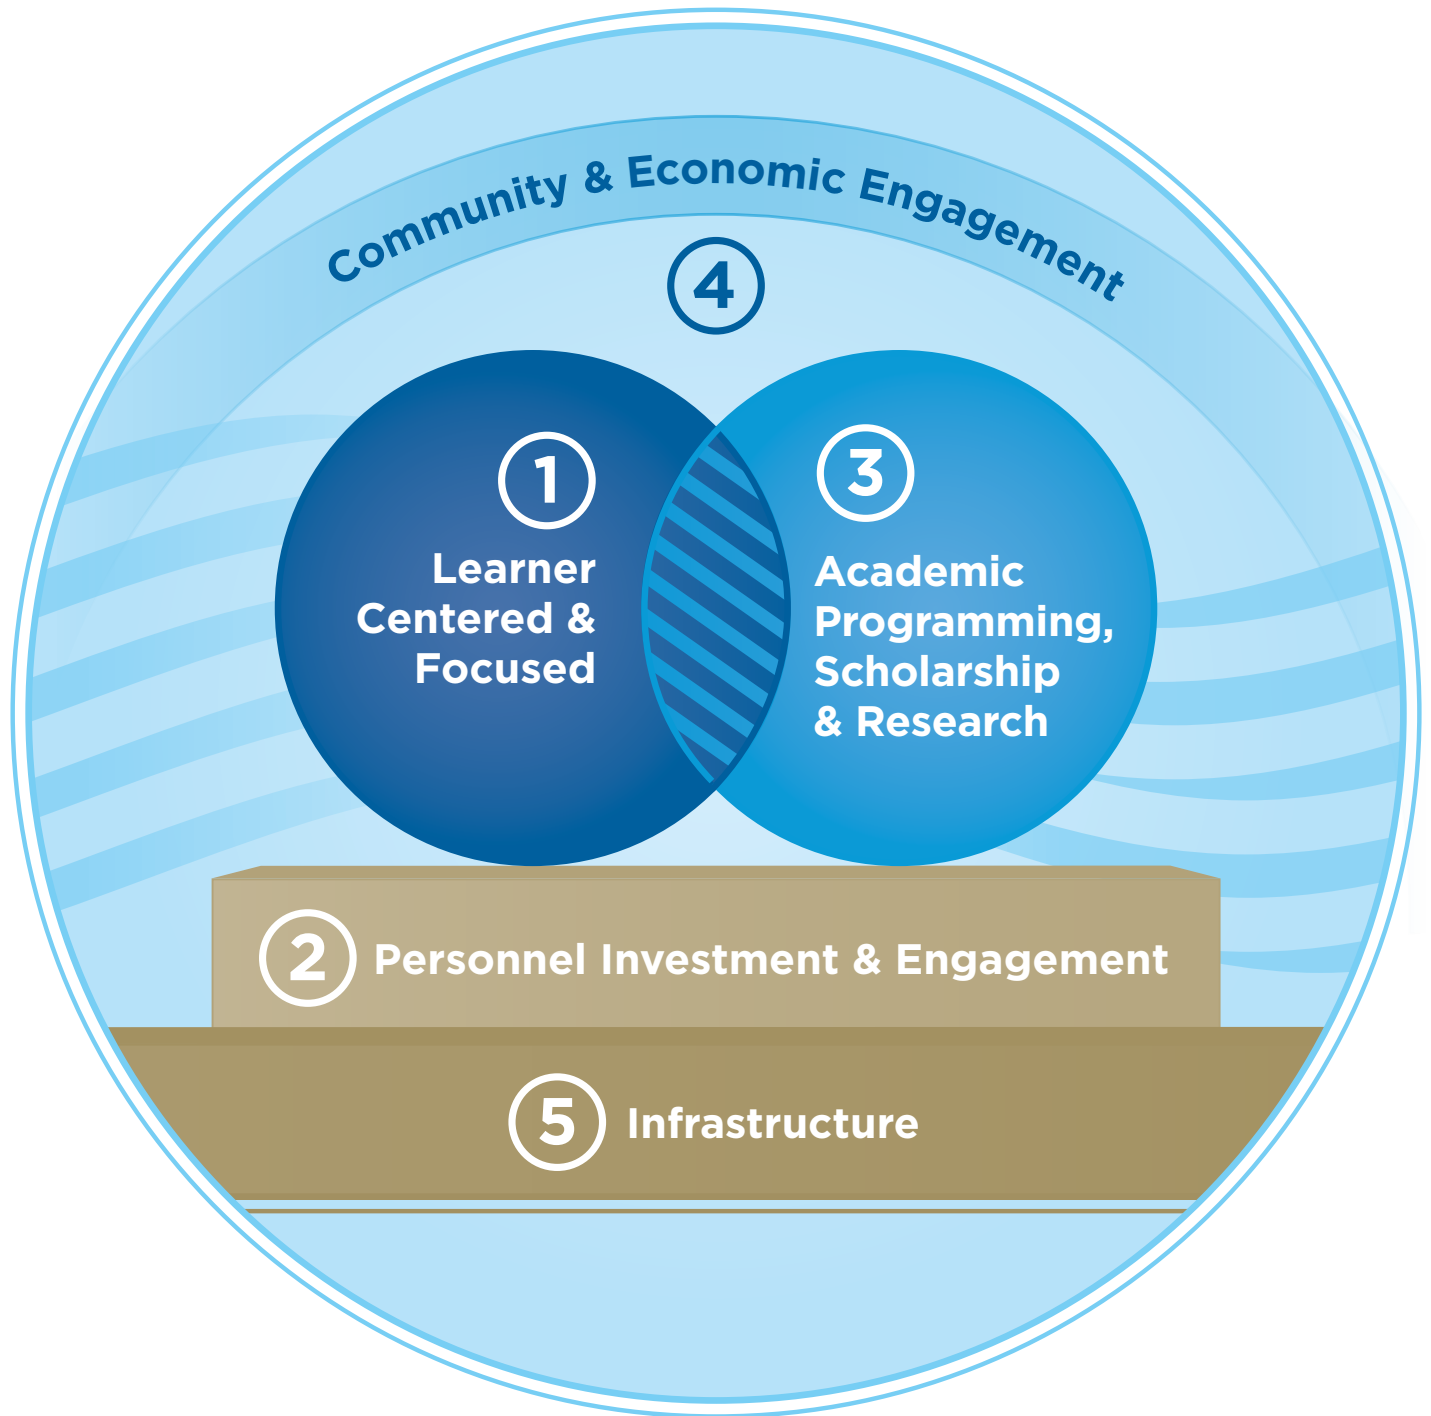 Community & Economic Engagement
4
1
Learner
Centered &
Focused
3
Academic
Programming,
Scholarship
& Research
2 Personnel Investment & Engagement
5 Infrastructure